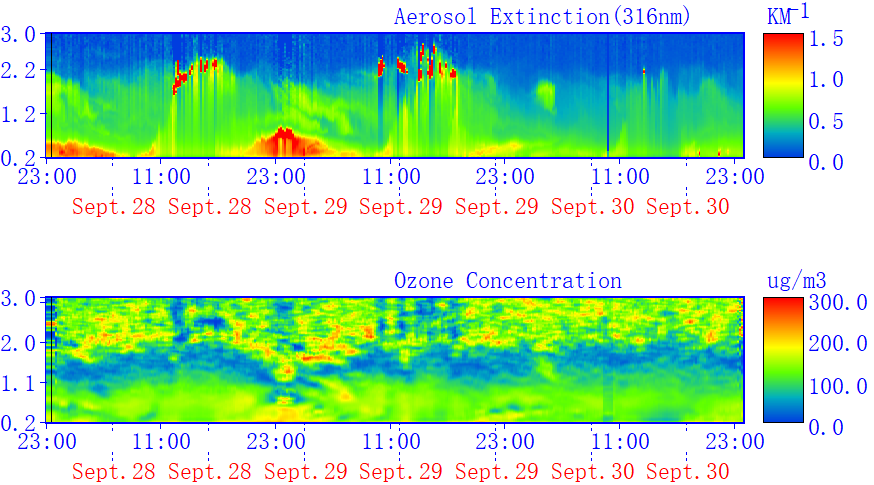 Aerosol Extinction(316nm) KM-1
3.0 1.5
2.2 1.0
1.2 0.5
0.2 0.0
23:00 11:00 23:00 11:00 23:00 11:00 23:00
Sept.28 Sept.28 Sept.29 Sept.29 Sept.29 Sept.30 Sept.30
Ozone Concentration ug/m3
3.0 300.0
200.0
2.0 100.0
1.1
0.2 0.0
23:00 11:00 23:00 11:00 23:00 11:00 23:00
Sept.28 Sept.28 Sept.29 Sept.29 Sept.29 Sept.30 Sept.30